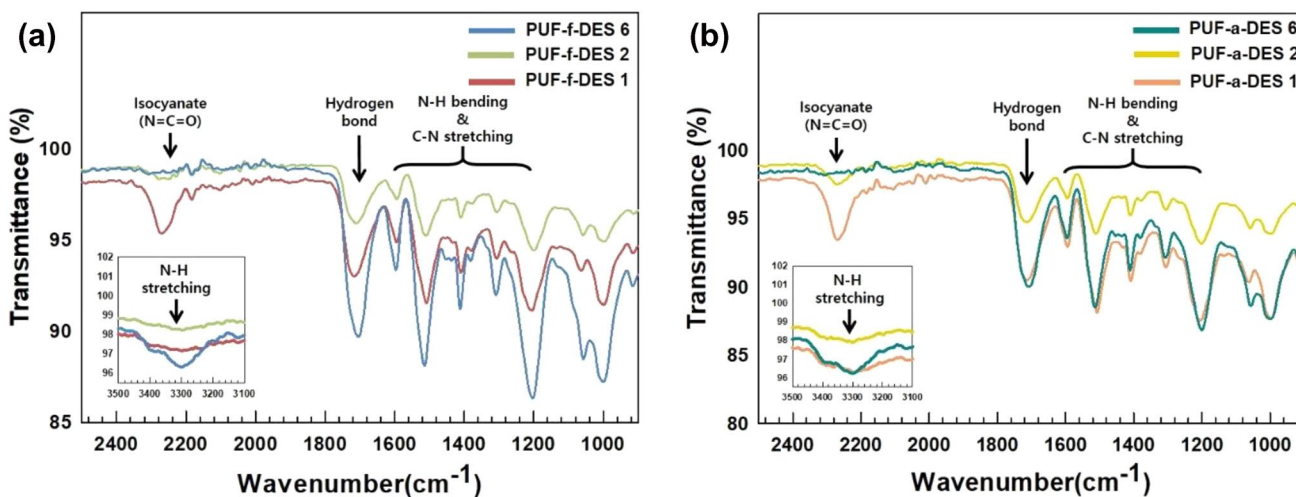 (a)
PUF-f-DES 6
PUF-f-DES 2
PUF-f-DES 1
Isocyanate
(N=C=O)
Hydrogen
bond
N-H bending
&
C-N stretching
Transmittance (%)
100
95
90
85
N-H
stretching
102
101
100
99
98
97
96
3500 3400 3300 3200 3100
2400 2200 2000 1800 1600 1400 1200 1000
Wavenumber(cm⁻¹)
(b)
PUF-a-DES 6
PUF-a-DES 2
PUF-a-DES 1
Isocyanate
(N=C=O)
Hydrogen
bond
N-H bending
&
C-N stretching
Transmittance (%)
100
95
90
85
80
N-H
stretching
102
101
100
99
98
97
96
3500 3400 3300 3200 3100
2400 2200 2000 1800 1600 1400 1200 1000
Wavenumber(cm⁻¹)